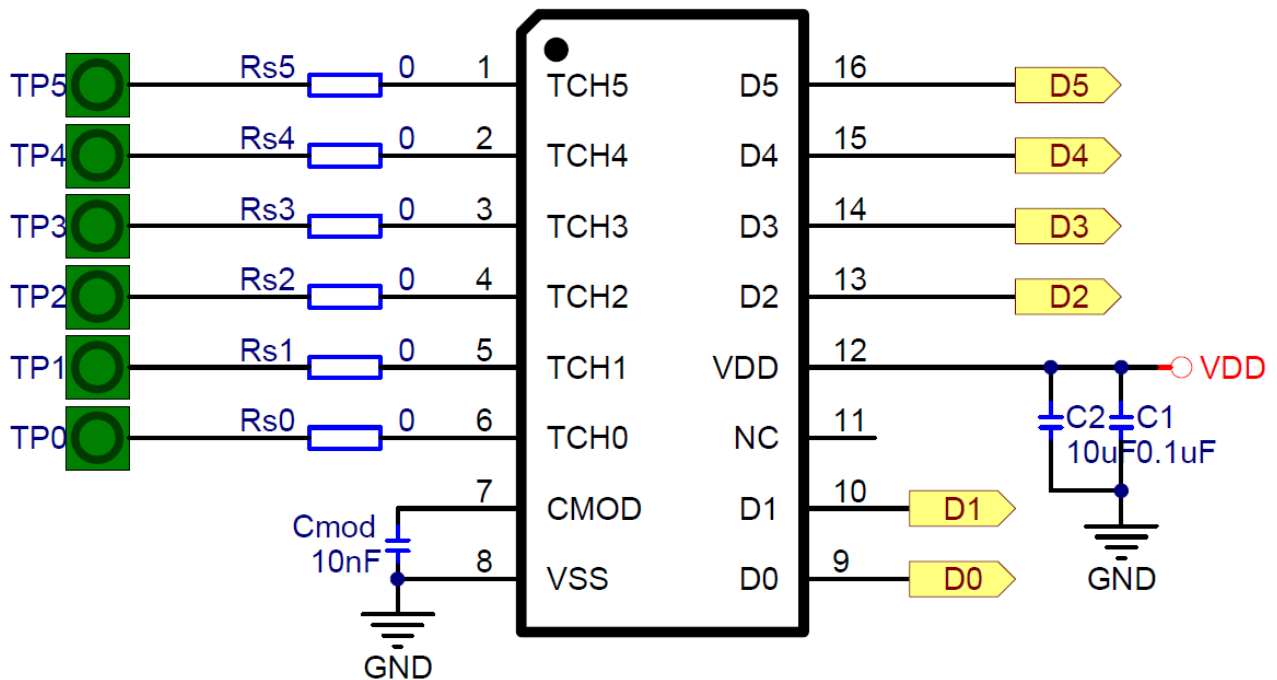 TP5 Rs5 0 1 TCH5 D5 16 D5
TP4 Rs4 0 2 TCH4 D4 15 D4
TP3 Rs3 0 3 TCH3 D3 14 D3
TP2 Rs2 0 4 TCH2 D2 13 D2
TP1 Rs1 0 5 TCH1 VDD 12 VDD
C2 C1
10uF 0.1uF
TP0 Rs0 0 6 TCH0 NC 11
7 CMOD D1 10 D1
Cmod
10nF
8 VSS D0 9 D0
GND
GND